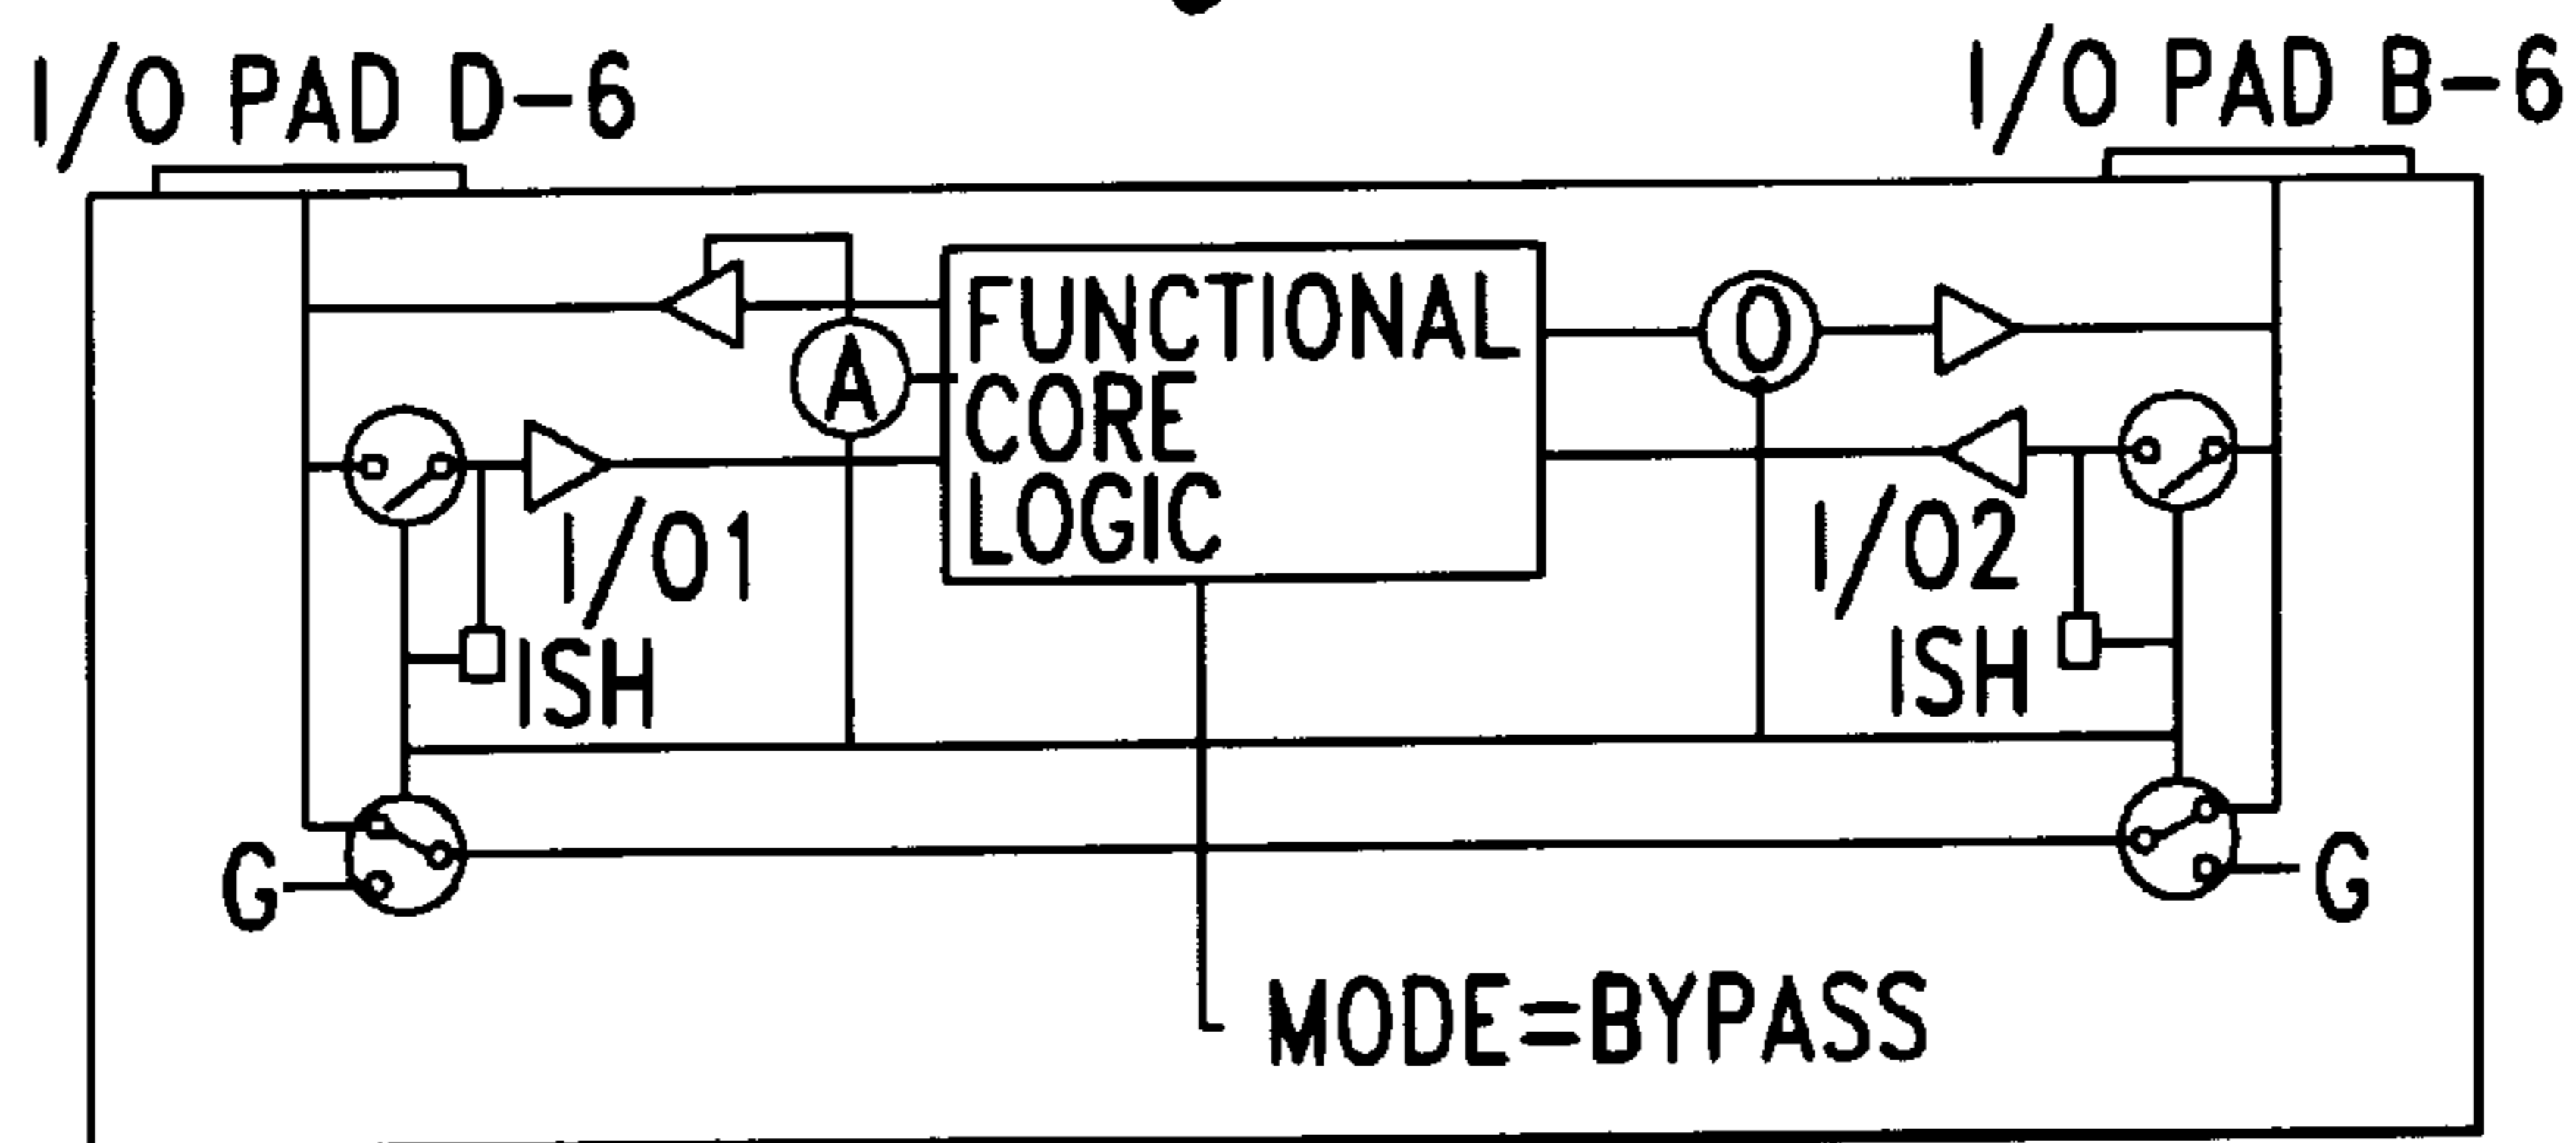 I/O PAD D-6
I/O PAD B-6
FUNCTIONAL
CORE
LOGIC
A
O
I/O1
ISH
I/O2
ISH
G
G
MODE=BYPASS